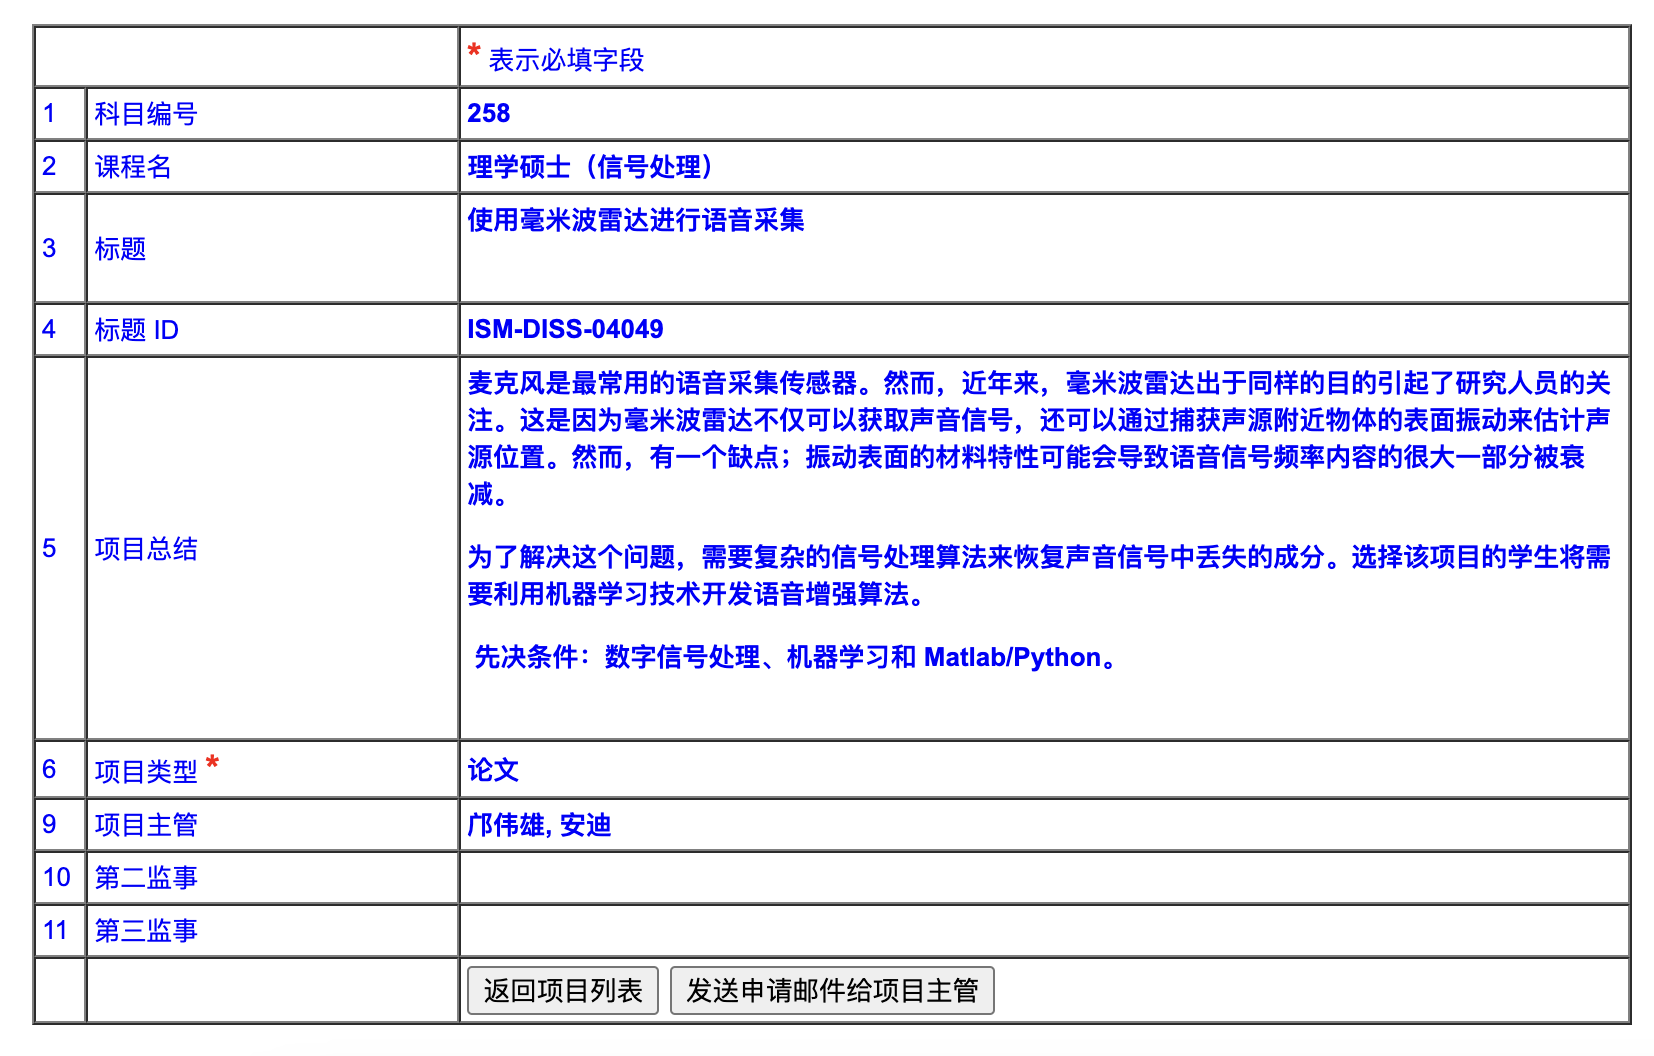 * 表示必填字段
1 科目编号 258
2 课程名 理学硕士（信号处理）
3 标题 使用毫米波雷达进行语音采集
4 标题 ID ISM-DISS-04049
5 项目总结
麦克风是最常用的语音采集传感器。然而，近年来，毫米波雷达出于同样的目的引起了研究人员的关
注。这是因为毫米波雷达不仅可以获取声音信号，还可以通过捕获声源附近物体的表面振动来估计声
源位置。然而，有一个缺点；振动表面的材料特性可能会导致语音信号频率内容的很大一部分被衰
减。
为了解决这个问题，需要复杂的信号处理算法来恢复声音信号中丢失的成分。选择该项目的学生将需
要利用机器学习技术开发语音增强算法。
先决条件：数字信号处理、机器学习和 Matlab/Python。
6 项目类型 * 论文
9 项目主管 邝伟雄, 安迪
10 第二监事
11 第三监事
返回项目列表 发送申请邮件给项目主管